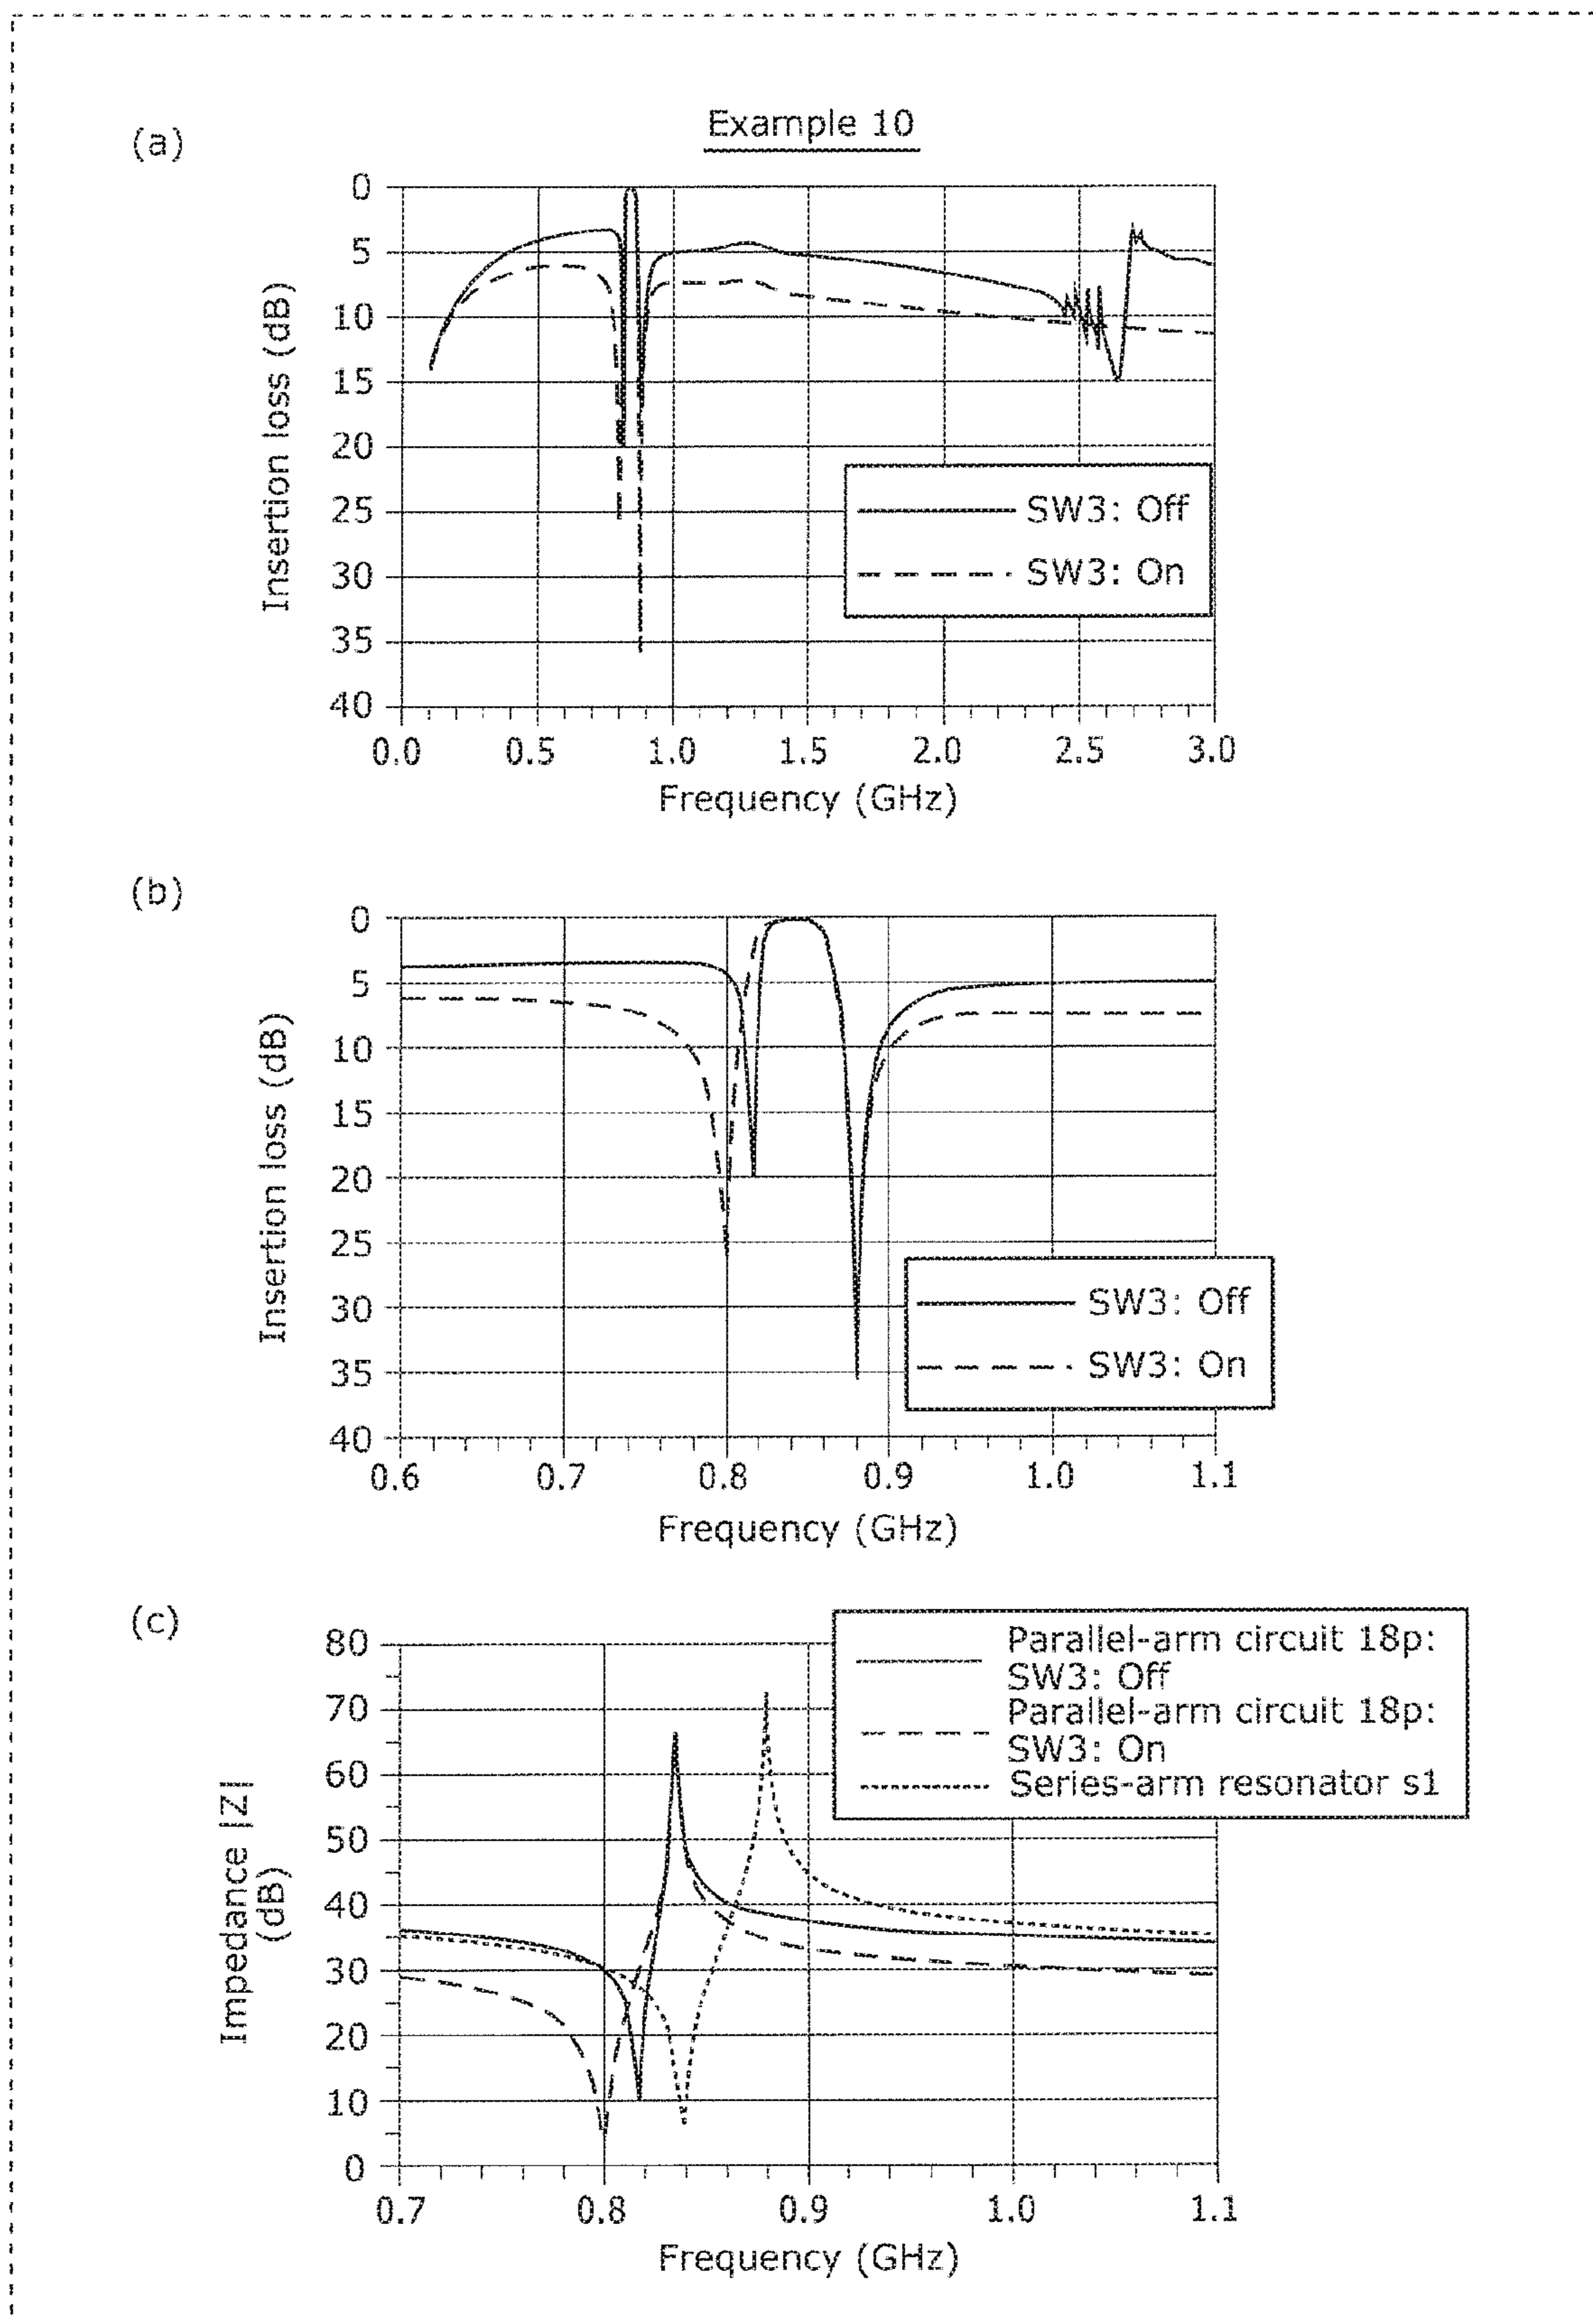 Example 10
(a)
0
5
10
15
20
25
30
35
40
Insertion loss (dB)
SW3: Off
SW3: On
0.0 0.5 1.0 1.5 2.0 2.5 3.0
Frequency (GHz)
(b)
0
5
10
15
20
25
30
35
40
Insertion loss (dB)
SW3: Off
SW3: On
0.6 0.7 0.8 0.9 1.0 1.1
Frequency (GHz)
(c)
80
70
60
50
40
30
20
10
0
Impedance |Z|
(dB)
Parallel-arm circuit 18p:
SW3: Off
Parallel-arm circuit 18p:
SW3: On
Series-arm resonator s1
0.7 0.8 0.9 1.0 1.1
Frequency (GHz)